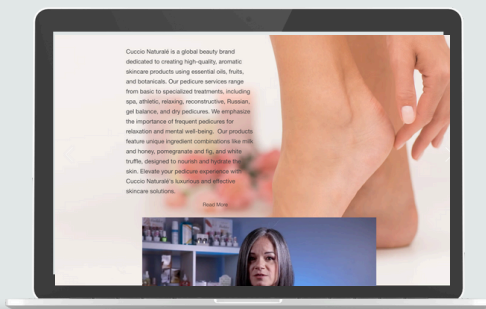 Cuccio Naturalé is a global beauty brand
dedicated to creating high-quality, aromatic
skincare products using essential oils, fruits,
and botanicals. Our pedicure services range
from basic to specialized treatments, including
spa, athletic, relaxing, reconstructive, Russian,
gel balance, and dry pedicures. We emphasize
the importance of frequent pedicures for
relaxation and mental well-being. Our products
feature unique ingredient combinations like milk
and honey, pomegranate and fig, and white
truffle, designed to nourish and hydrate the
skin. Elevate your pedicure experience with
Cuccio Naturalé's luxurious and effective
skincare solutions.
Read More